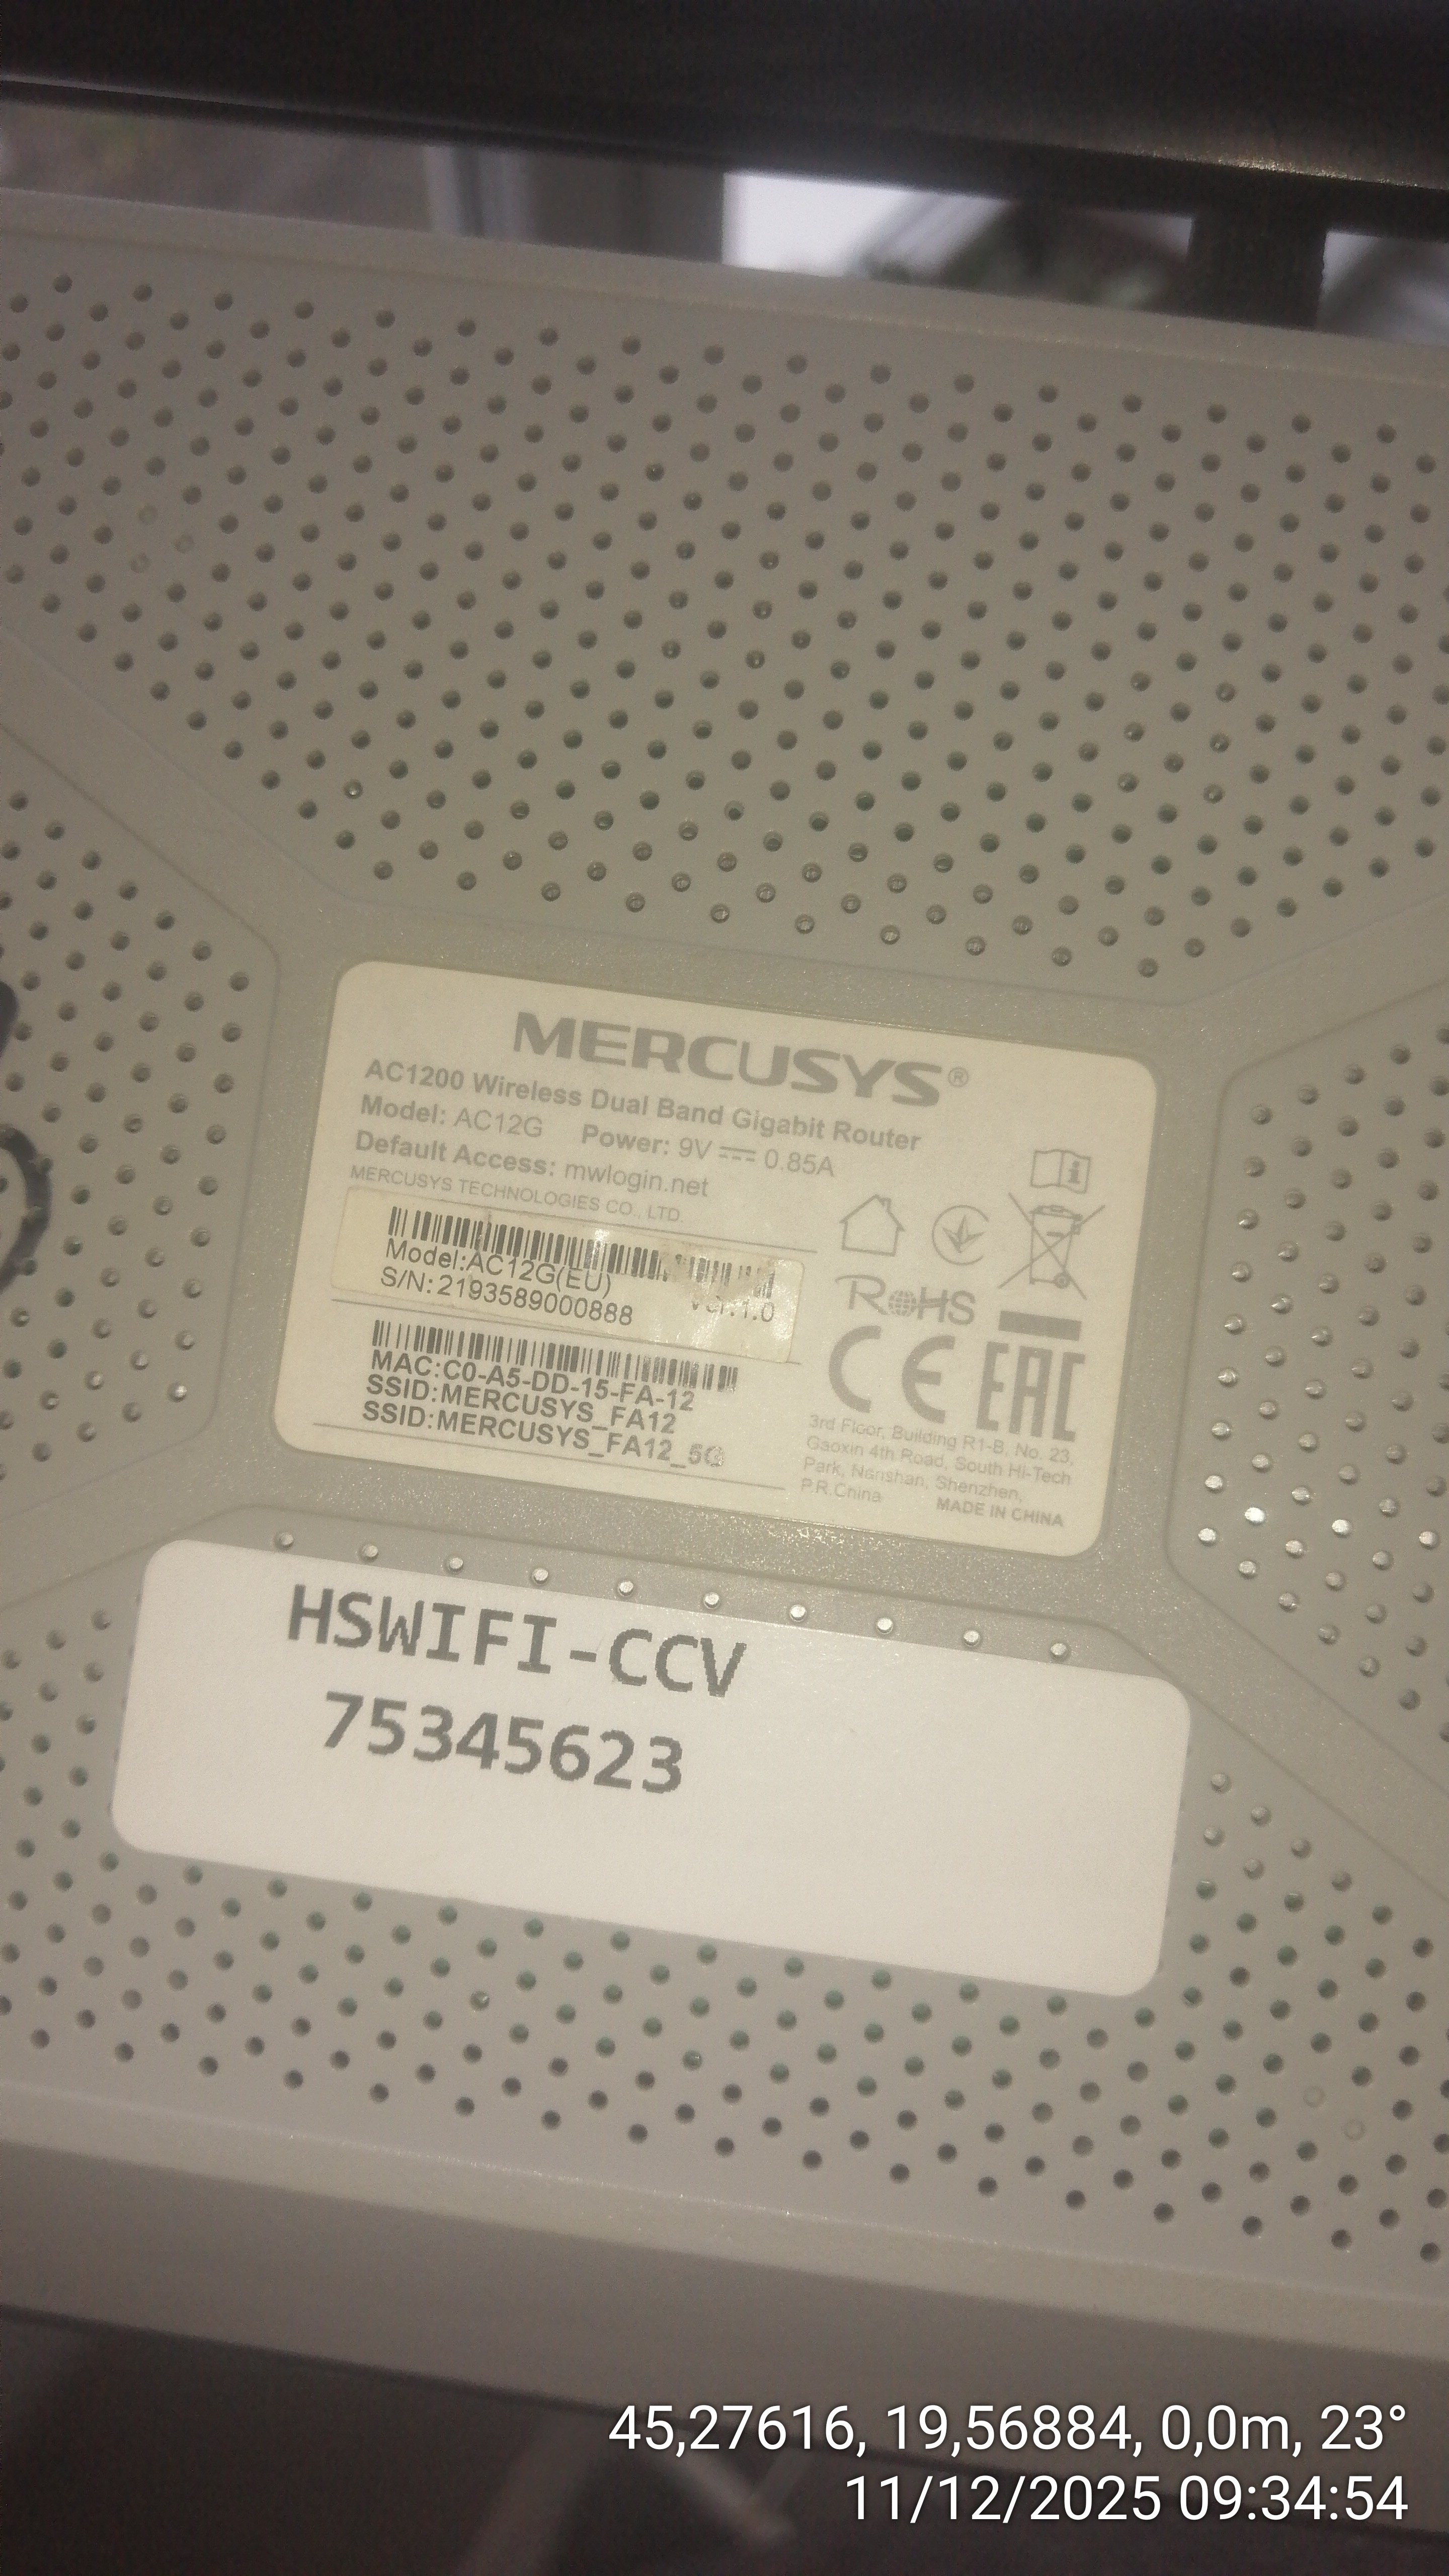 MERCUSYS®
AC1200 Wireless Dual Band Gigabit Router
Model: AC12G Power: 9V 0.85A
Default Access: mwlogin.net
MERCUSYS TECHNOLOGIES CO., LTD.
Model:AC12G(EU)
S/N:2193589000888 Ver:1.0
MAC:C0-A5-DD-15-FA-12
SSID:MERCUSYS_FA12
SSID:MERCUSYS_FA12_5G
RoHS
CE EAC
3rd Floor, Building R1-B, No. 23,
Gaoxin 4th Road, South Hi-Tech
Park, Nanshan, Shenzhen,
P.R.China MADE IN CHINA
HSWIFI-CCV
75345623
45,27616, 19,56884, 0,0m, 23°
11/12/2025 09:34:54